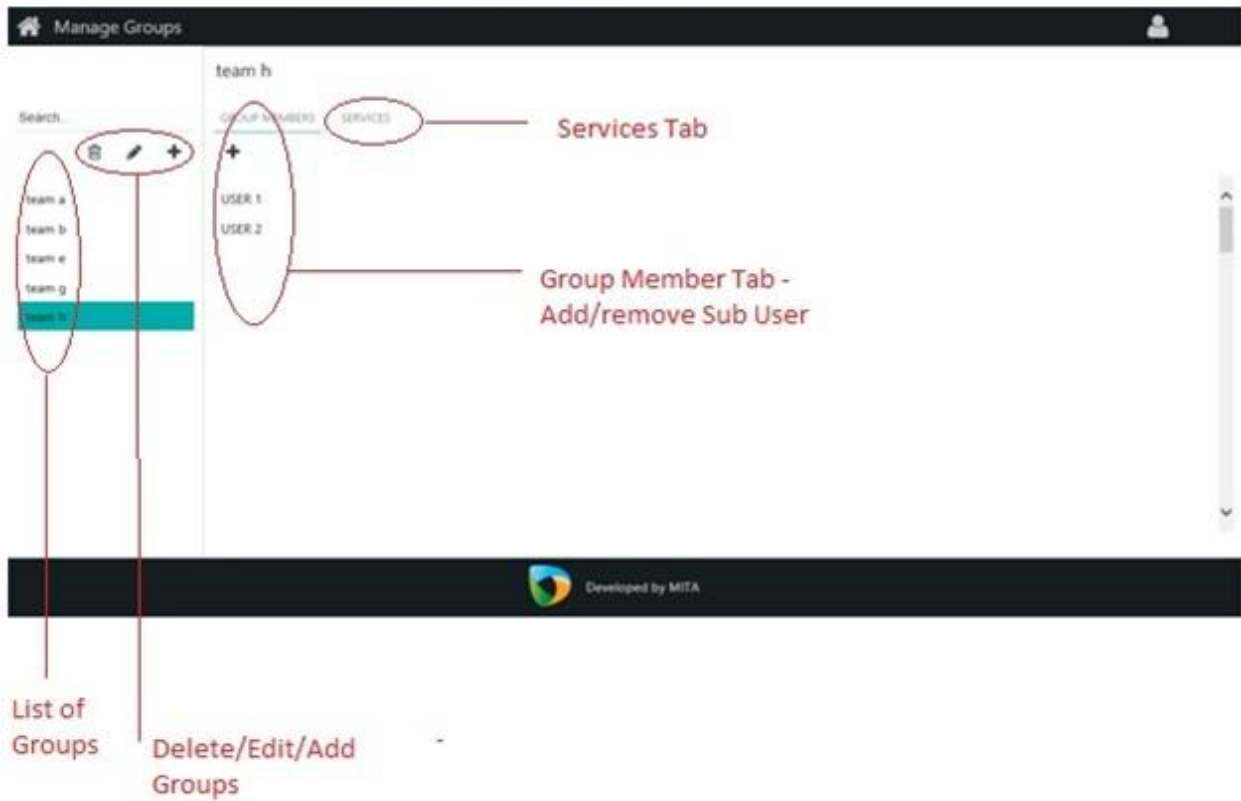 Manage Groups
team h
Search...
GROUP MEMBERS
SERVICES
Services Tab
team a
team b
team e
team g
team h
USER 1
USER 2
Group Member Tab -
Add/remove Sub User
Developed by MITA
List of
Groups
Delete/Edit/Add
Groups
-